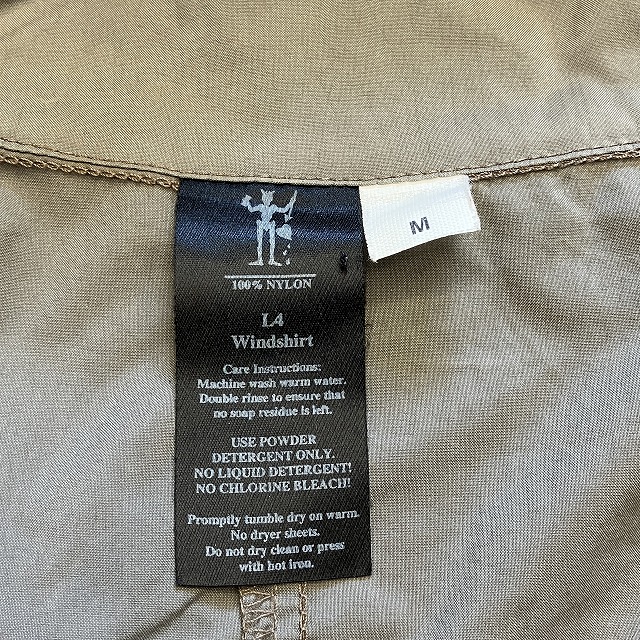 M
100% NYLON
L4
Windshirt
Care Instructions:
Machine wash warm water.
Double rinse to ensure that
no soap residue is left.
USE POWDER
DETERGENT ONLY.
NO LIQUID DETERGENT!
NO CHLORINE BLEACH!
Promptly tumble dry on warm.
No dryer sheets.
Do not dry clean or press
with hot iron.